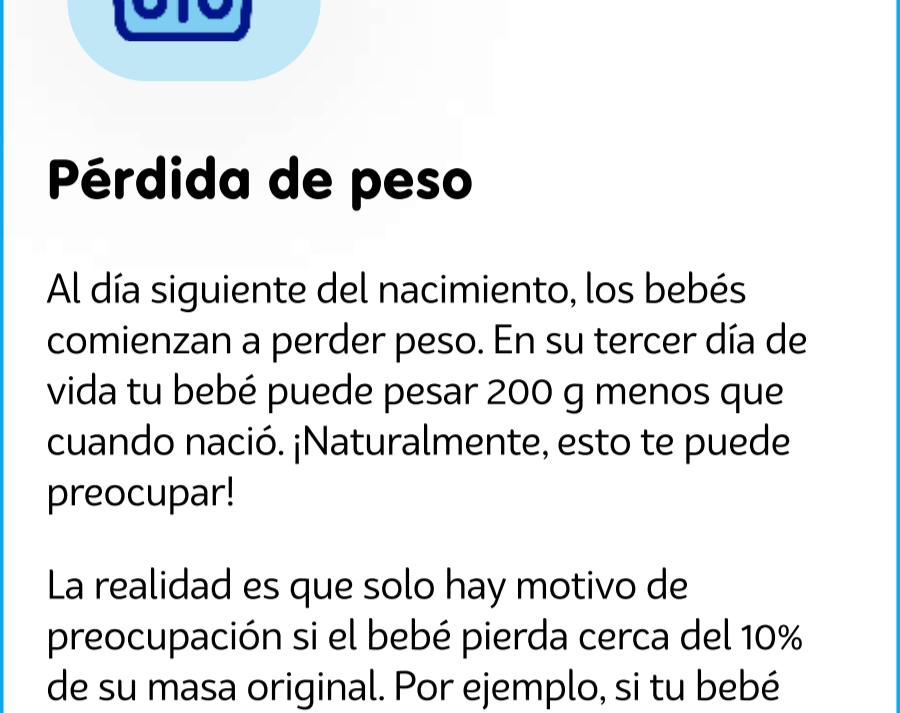 Pérdida de peso
Al día siguiente del nacimiento, los bebés
comienzan a perder peso. En su tercer día de
vida tu bebé puede pesar 200 g menos que
cuando nació. ¡Naturalmente, esto te puede
preocupar!
La realidad es que solo hay motivo de
preocupación si el bebé pierda cerca del 10%
de su masa original. Por ejemplo, si tu bebé